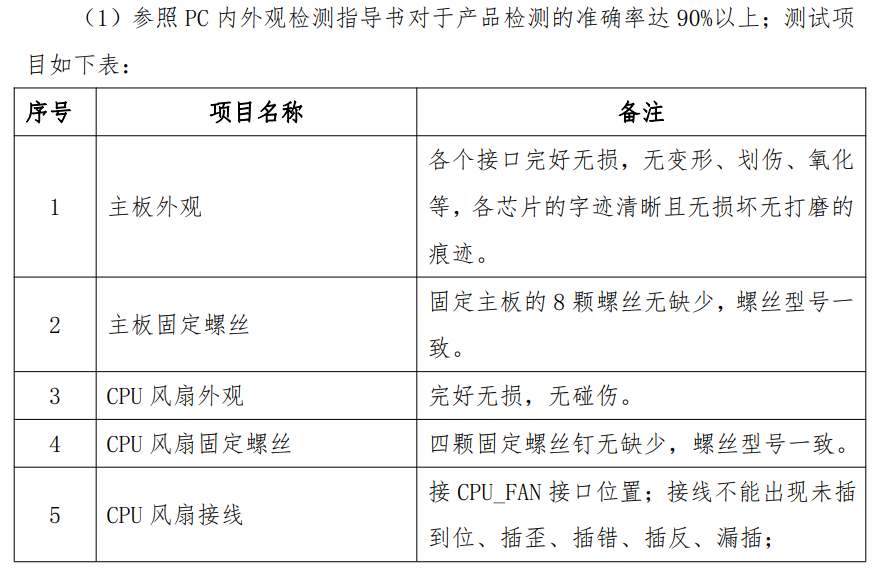 （1）参照 PC 内外观检测指导书对于产品检测的准确率达 90%以上；测试项
目如下表：
序号 项目名称 备注
1 主板外观 各个接口完好无损，无变形、划伤、氧化
等，各芯片的字迹清晰且无损坏无打磨的
痕迹。
2 主板固定螺丝 固定主板的 8 颗螺丝无缺少，螺丝型号一
致。
3 CPU 风扇外观 完好无损，无碰伤。
4 CPU 风扇固定螺丝 四颗固定螺丝钉无缺少，螺丝型号一致。
5 CPU 风扇接线 接 CPU_FAN 接口位置；接线不能出现未插
到位、插歪、插错、插反、漏插；